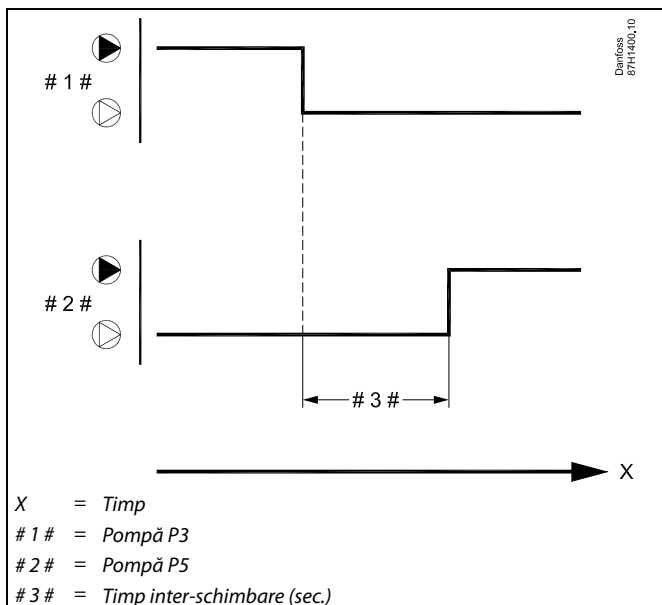 Danfoss
87H1400.10
# 1 #
# 2 #
# 3 #
X
X = Timp
# 1 # = Pompă P3
# 2 # = Pompă P5
# 3 # = Timp inter-schimbare (sec.)